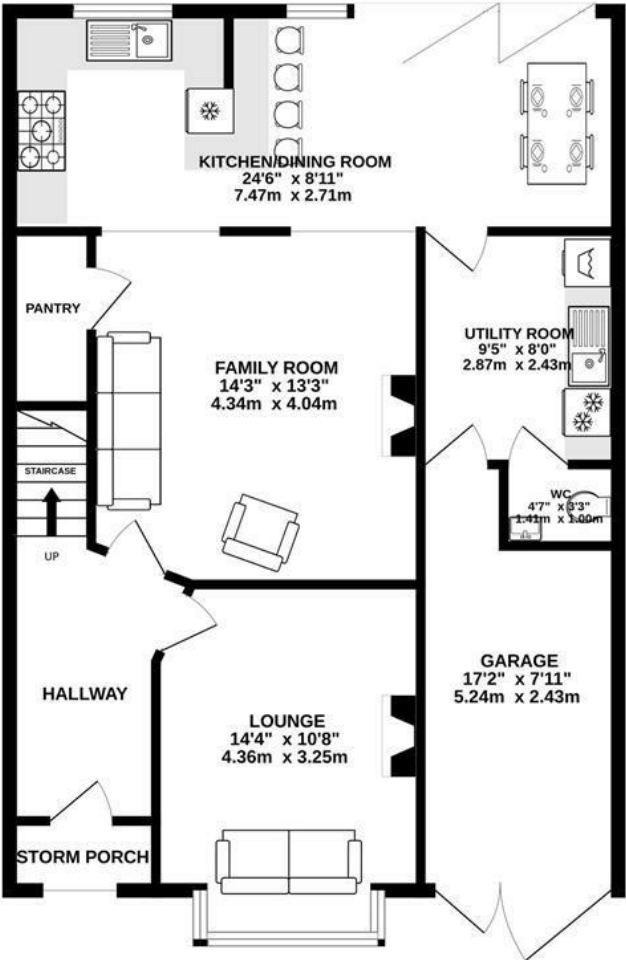 KITCHEN/DINING ROOM
24'6" x 8'11"
7.47m x 2.71m
PANTRY
UTILITY ROOM
9'5" x 8'0"
2.87m x 2.43m
FAMILY ROOM
14'3" x 13'3"
4.34m x 4.04m
STAIRCASE
UP
WC
4'7" x 3'3"
1.41m x 1.00m
HALLWAY
GARAGE
17'2" x 7'11"
5.24m x 2.43m
LOUNGE
14'4" x 10'8"
4.36m x 3.25m
STORM PORCH